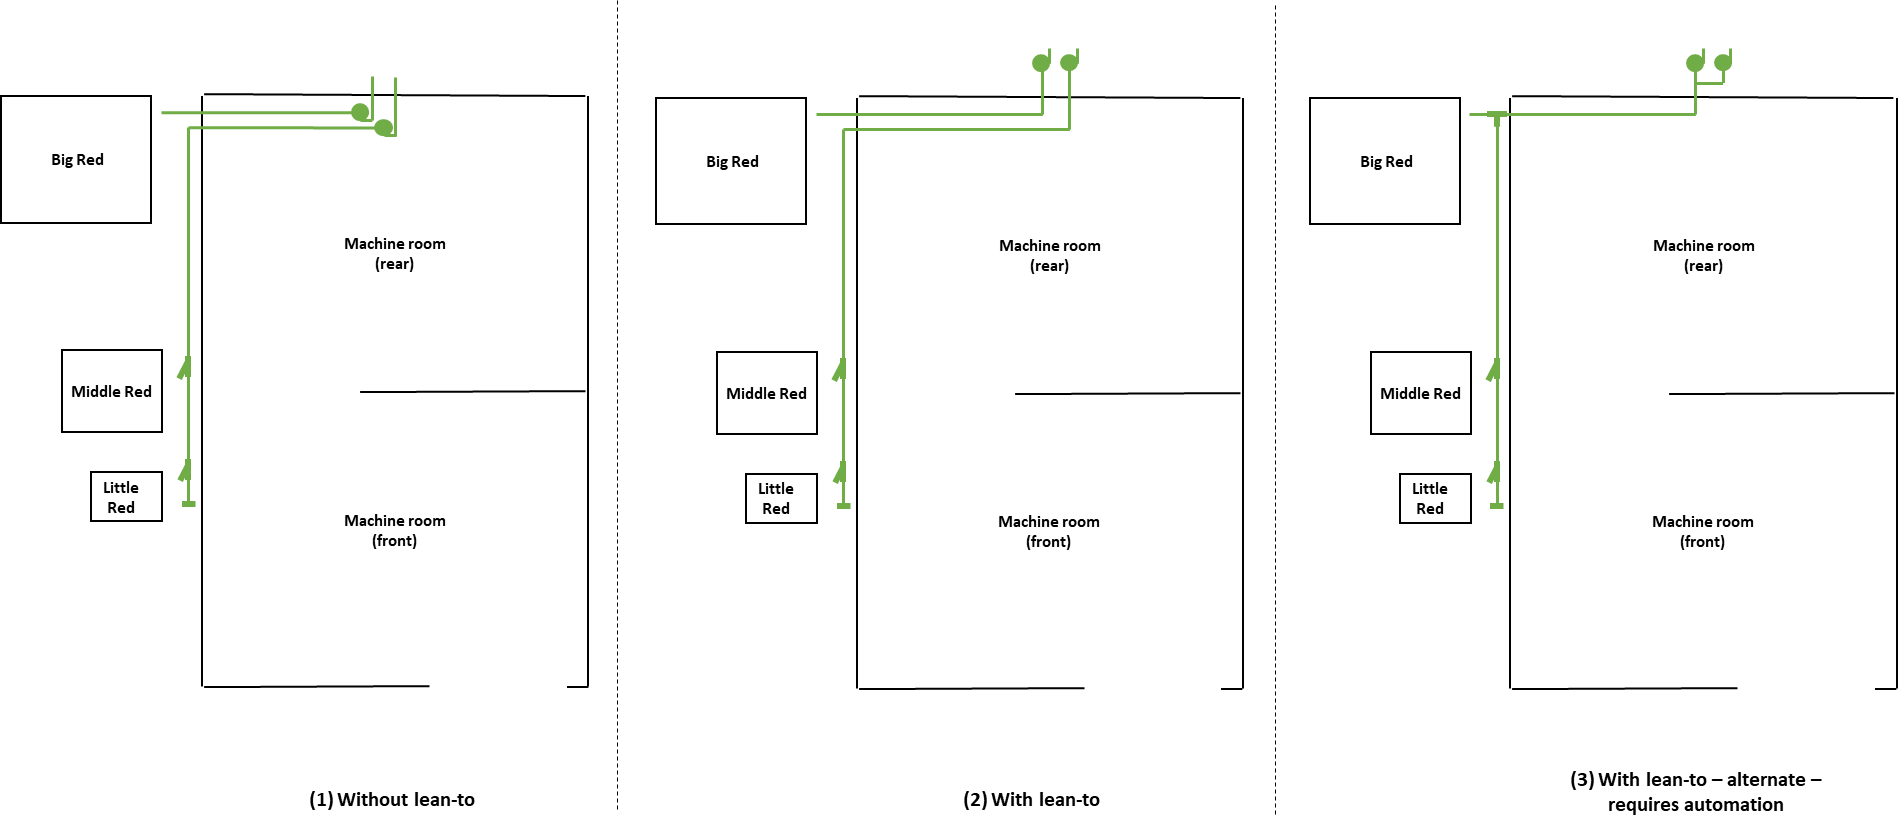 Big Red
Machine room
(rear)
Middle Red
Little
Red
Machine room
(front)
(1) Without lean-to
Big Red
Machine room
(rear)
Middle Red
Little
Red
Machine room
(front)
(2) With lean-to
Big Red
Machine room
(rear)
Middle Red
Little
Red
Machine room
(front)
(3) With lean-to – alternate –
requires automation